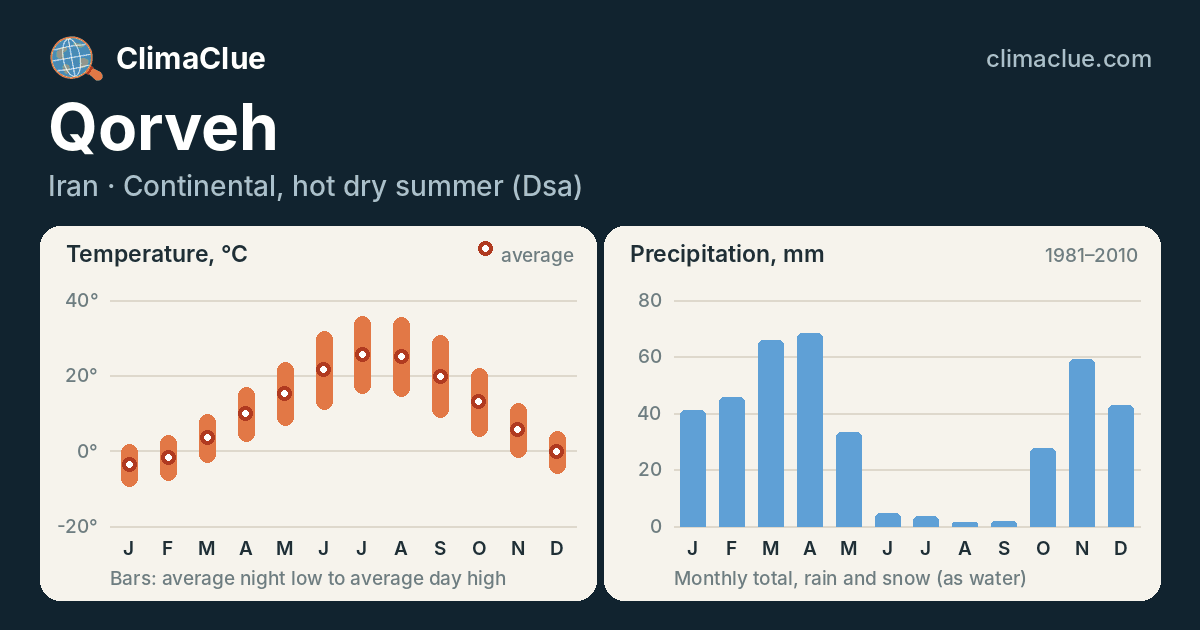 ClimaClue
climaclue.com
Qorveh
Iran · Continental, hot dry summer (Dsa)
Temperature, °C
average
40°
20°
0°
-20°
J F M A M J J A S O N D
Bars: average night low to average day high
Precipitation, mm
1981–2010
80
60
40
20
0
J F M A M J J A S O N D
Monthly total, rain and snow (as water)